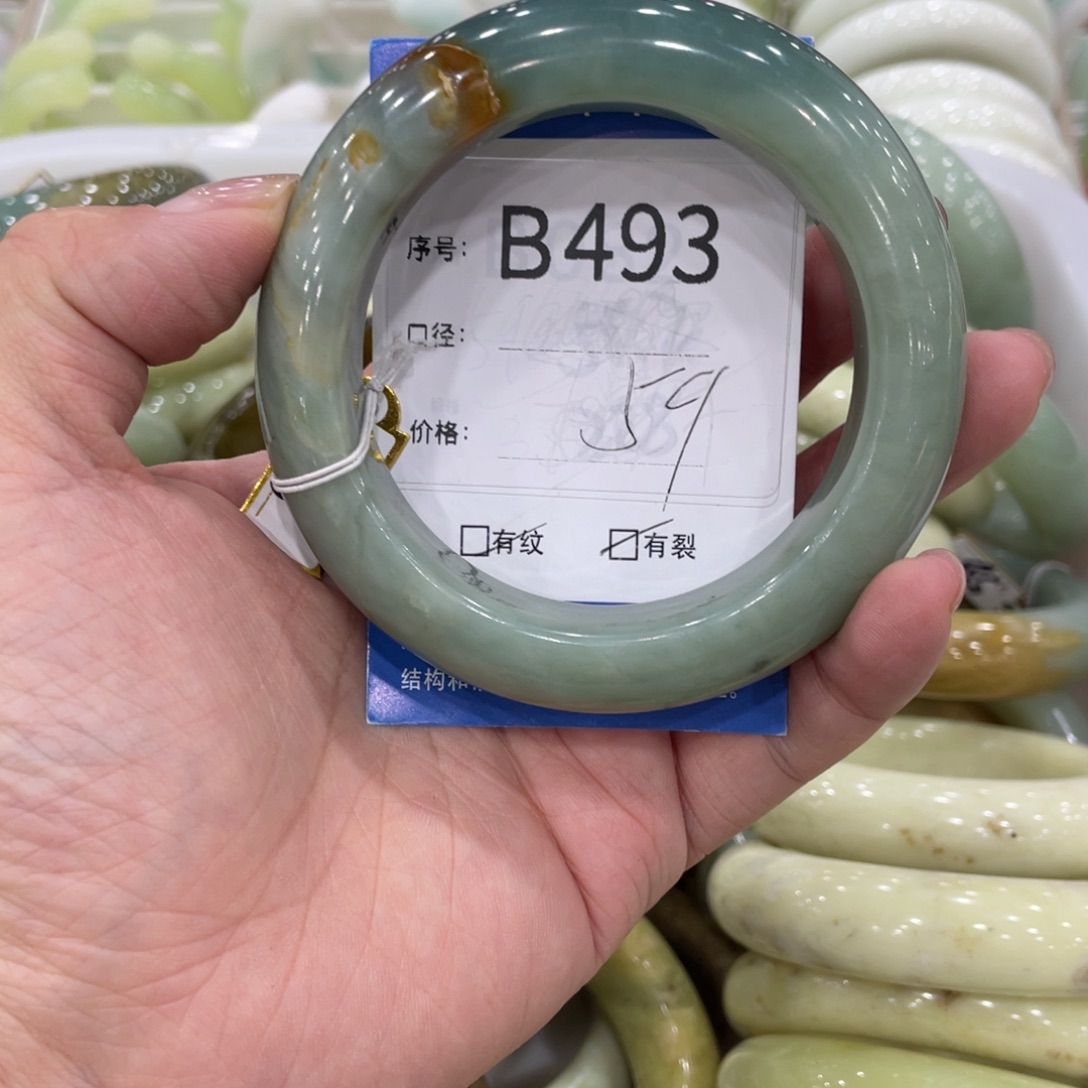 序号: B493
口径:
价格: 59
□有纹 □有裂
结构和